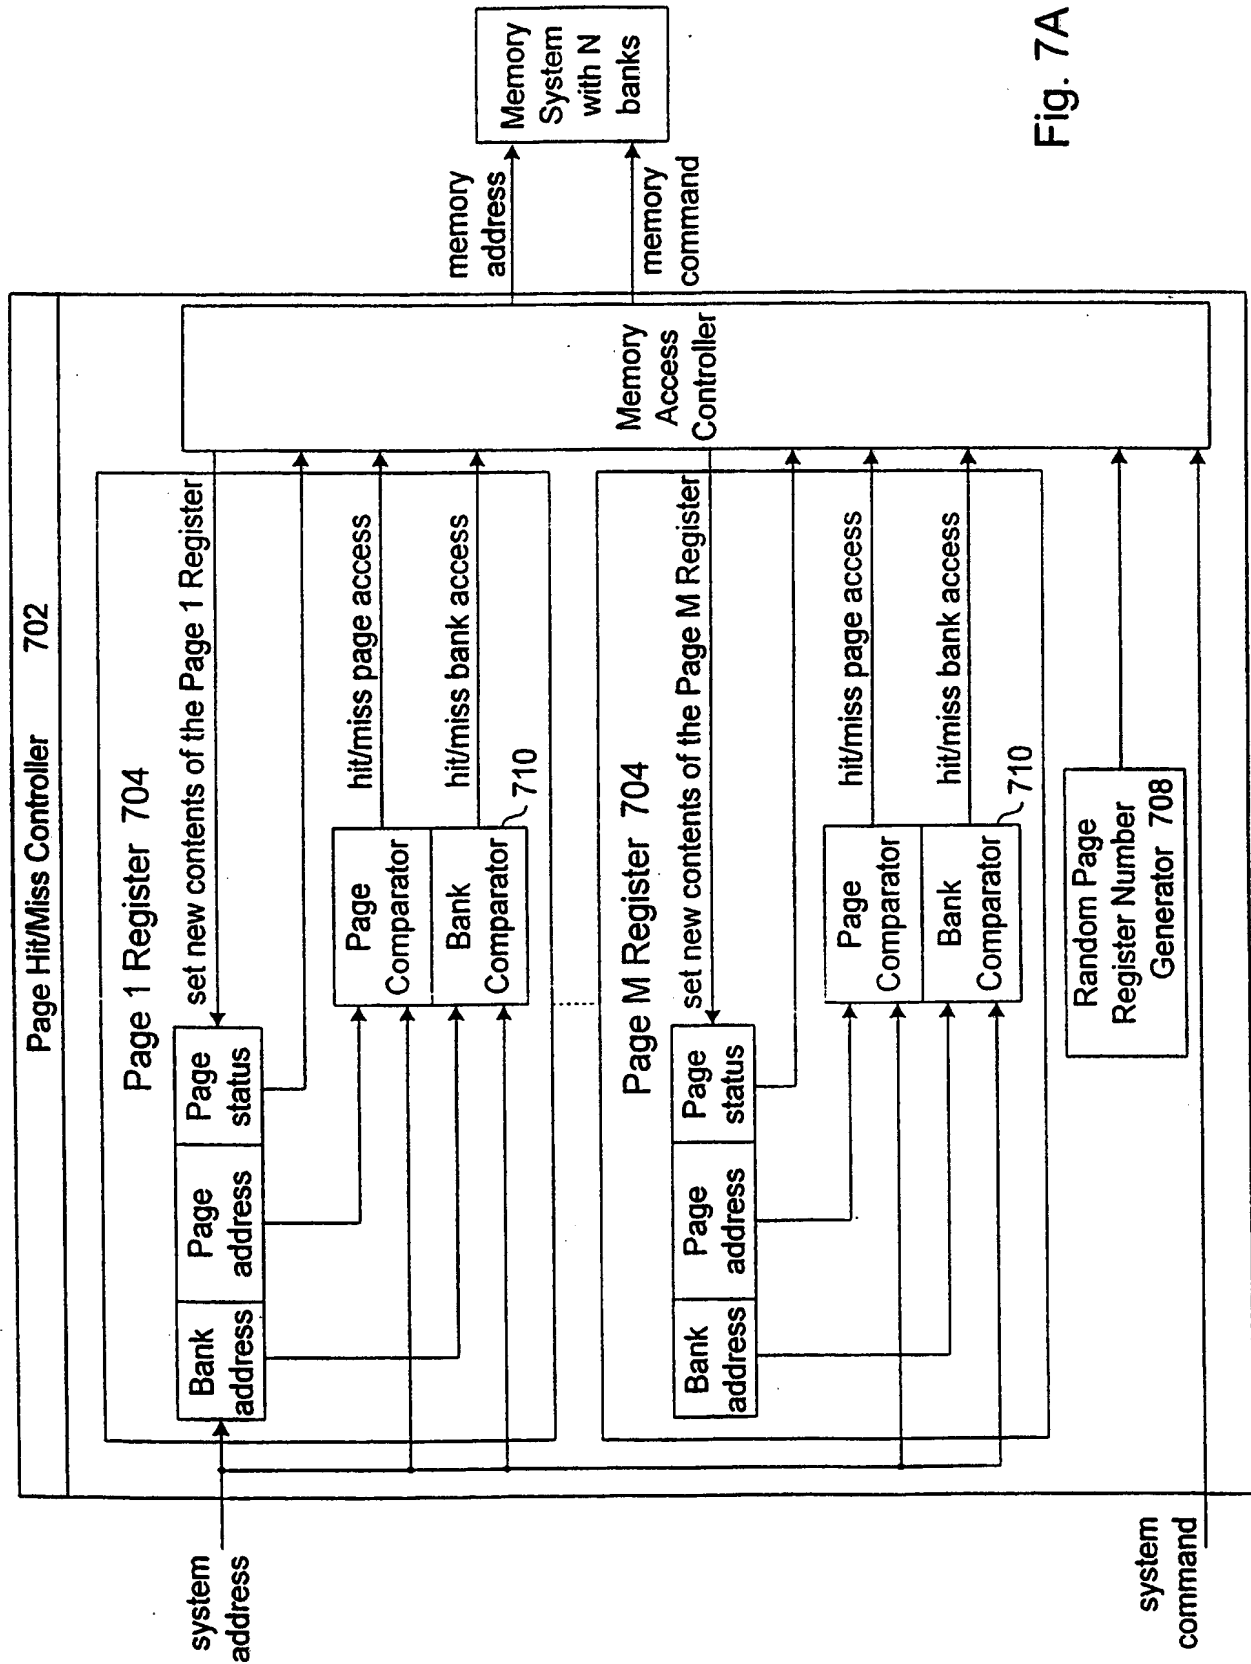 Page Hit/Miss Controller 702
Page 1 Register 704
set new contents of the Page 1 Register
Bank
address
Page
address
Page
status
Page
Comparator
Bank
Comparator
710
hit/miss page access
hit/miss bank access
Page M Register 704
set new contents of the Page M Register
Bank
address
Page
address
Page
status
Page
Comparator
Bank
Comparator
710
hit/miss page access
hit/miss bank access
Random Page
Register Number
Generator 708
Memory
Access
Controller
system
address
system
command
memory
address
memory
command
Memory
System
with N
banks
Fig. 7A